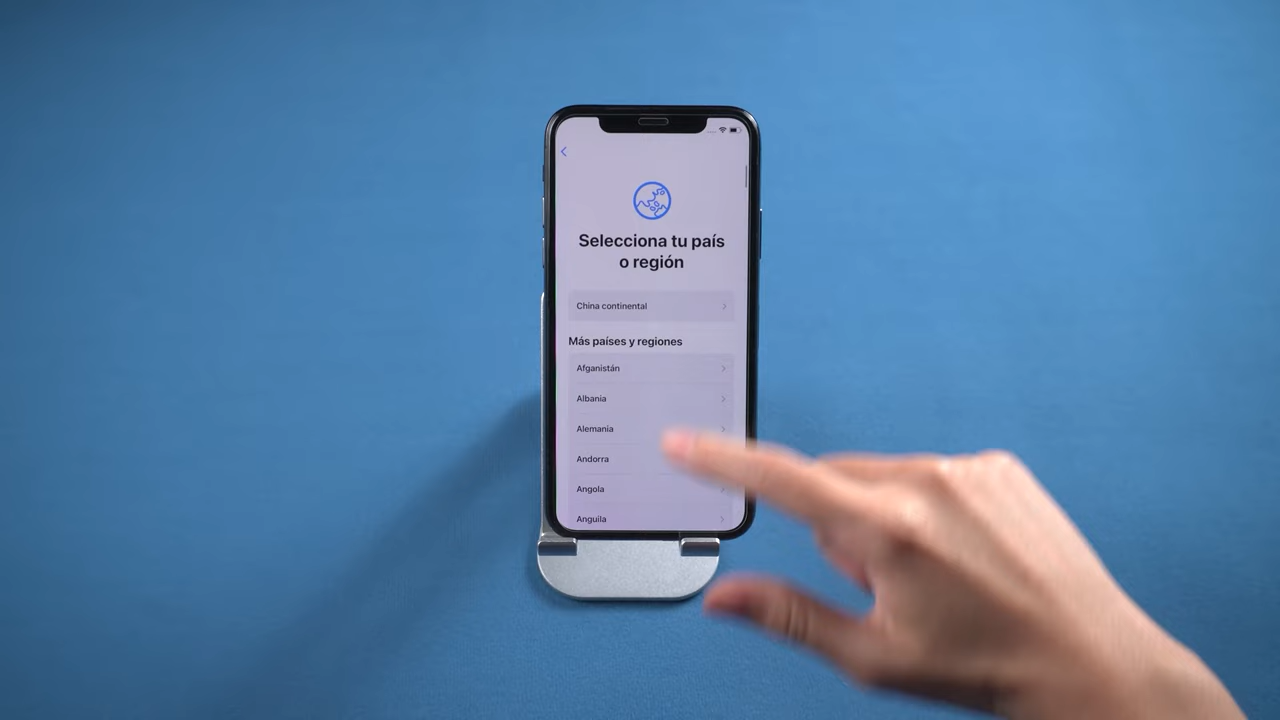 Selecciona tu país
o región
China continental
Más países y regiones
Afganistán
Albania
Alemania
Andorra
Angola
Anguila